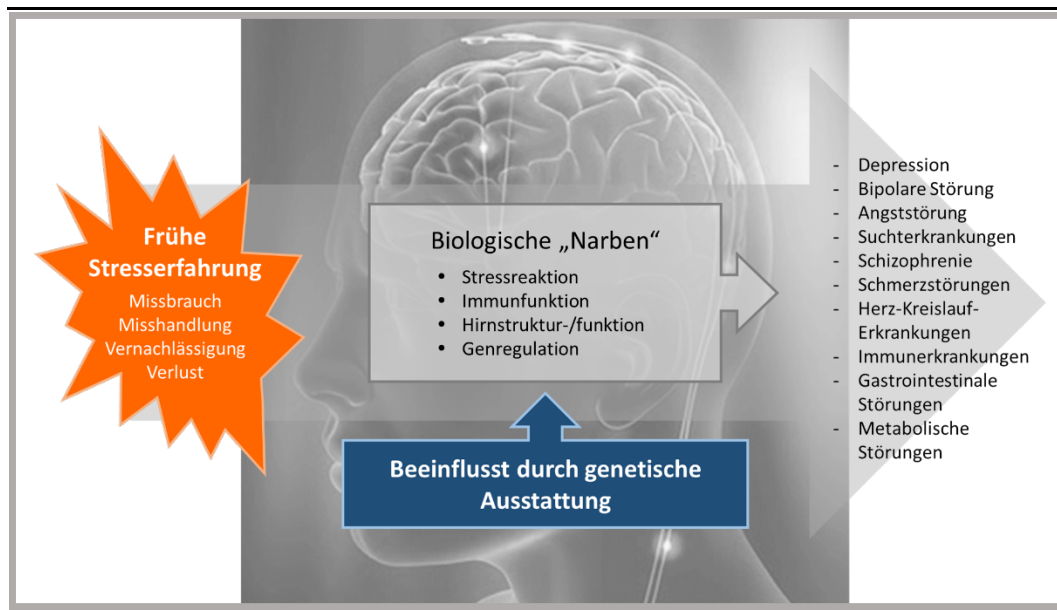 Frühe
Stresserfahrung
Missbrauch
Misshandlung
Vernachlässigung
Verlust
Biologische „Narben“
• Stressreaktion
• Immunfunktion
• Hirnstruktur-/funktion
• Genregulation
Beeinflusst durch genetische
Ausstattung
- Depression
- Bipolare Störung
- Angststörung
- Suchterkrankungen
- Schizophrenie
- Schmerzstörungen
- Herz-Kreislauf-
Erkrankungen
- Immunerkrankungen
- Gastrointestinale
Störungen
- Metabolische
Störungen